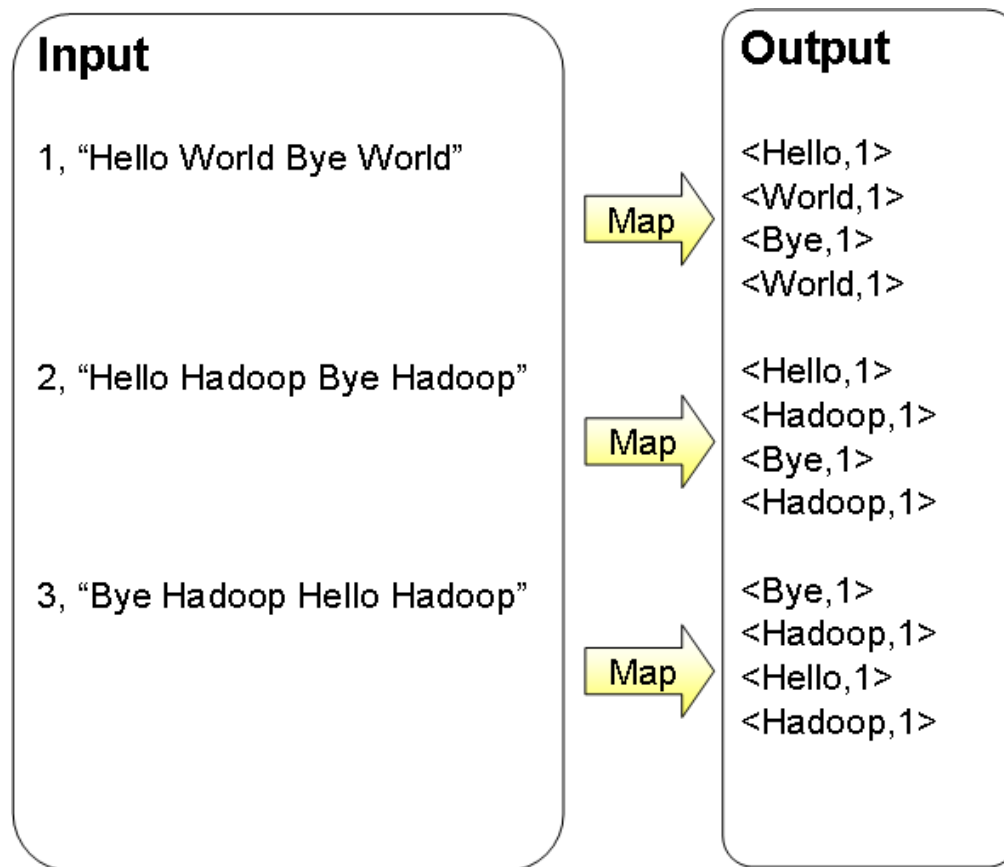 Input
1, “Hello World Bye World”
Map
2, “Hello Hadoop Bye Hadoop”
Map
3, “Bye Hadoop Hello Hadoop”
Map
Output
<Hello,1>
<World,1>
<Bye,1>
<World,1>
<Hello,1>
<Hadoop,1>
<Bye,1>
<Hadoop,1>
<Bye,1>
<Hadoop,1>
<Hello,1>
<Hadoop,1>